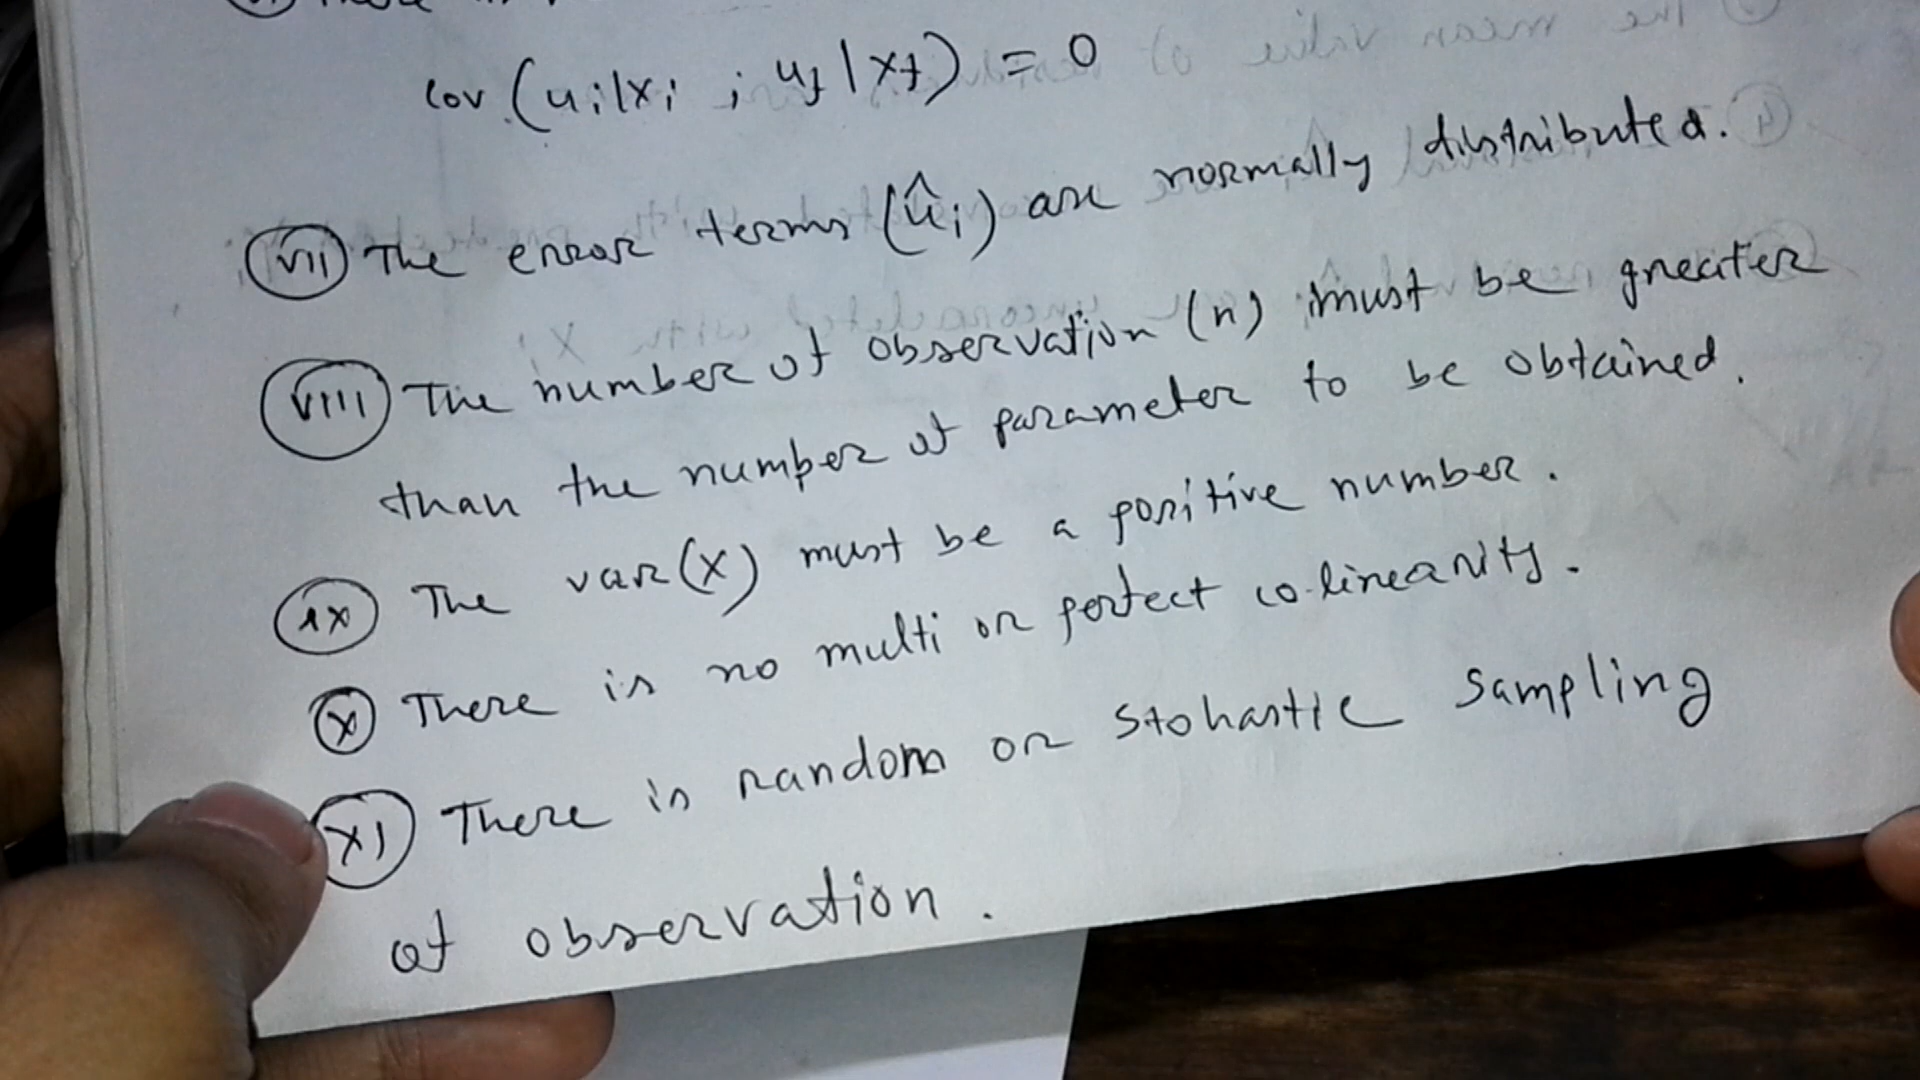 cov (ui|xi ; uj |xj) = 0
(vii) The error terms (ûi) are normally distributed.
(viii) The number of observation (n) must be greater
than the number of parameter to be obtained.
(ix) The var(x) must be a positive number.
(x) There is no multi or perfect co-linearity.
(xi) There is random or stohastic sampling
of observation.